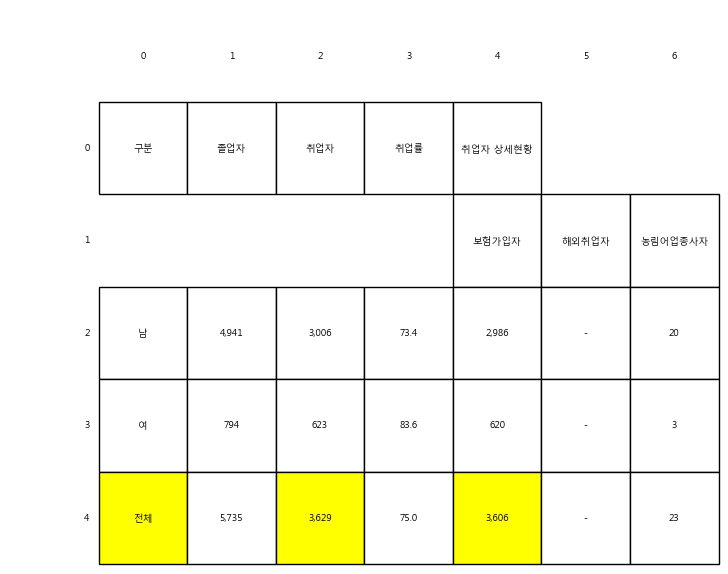 0 1 2 3 4 5 6
0 구분 졸업자 취업자 취업률 취업자 상세현황
1 보험가입자 해외취업자 농림어업종사자
2 남 4,941 3,006 73.4 2,986 - 20
3 여 794 623 83.6 620 - 3
4 전체 5,735 3,629 75.0 3,606 - 23